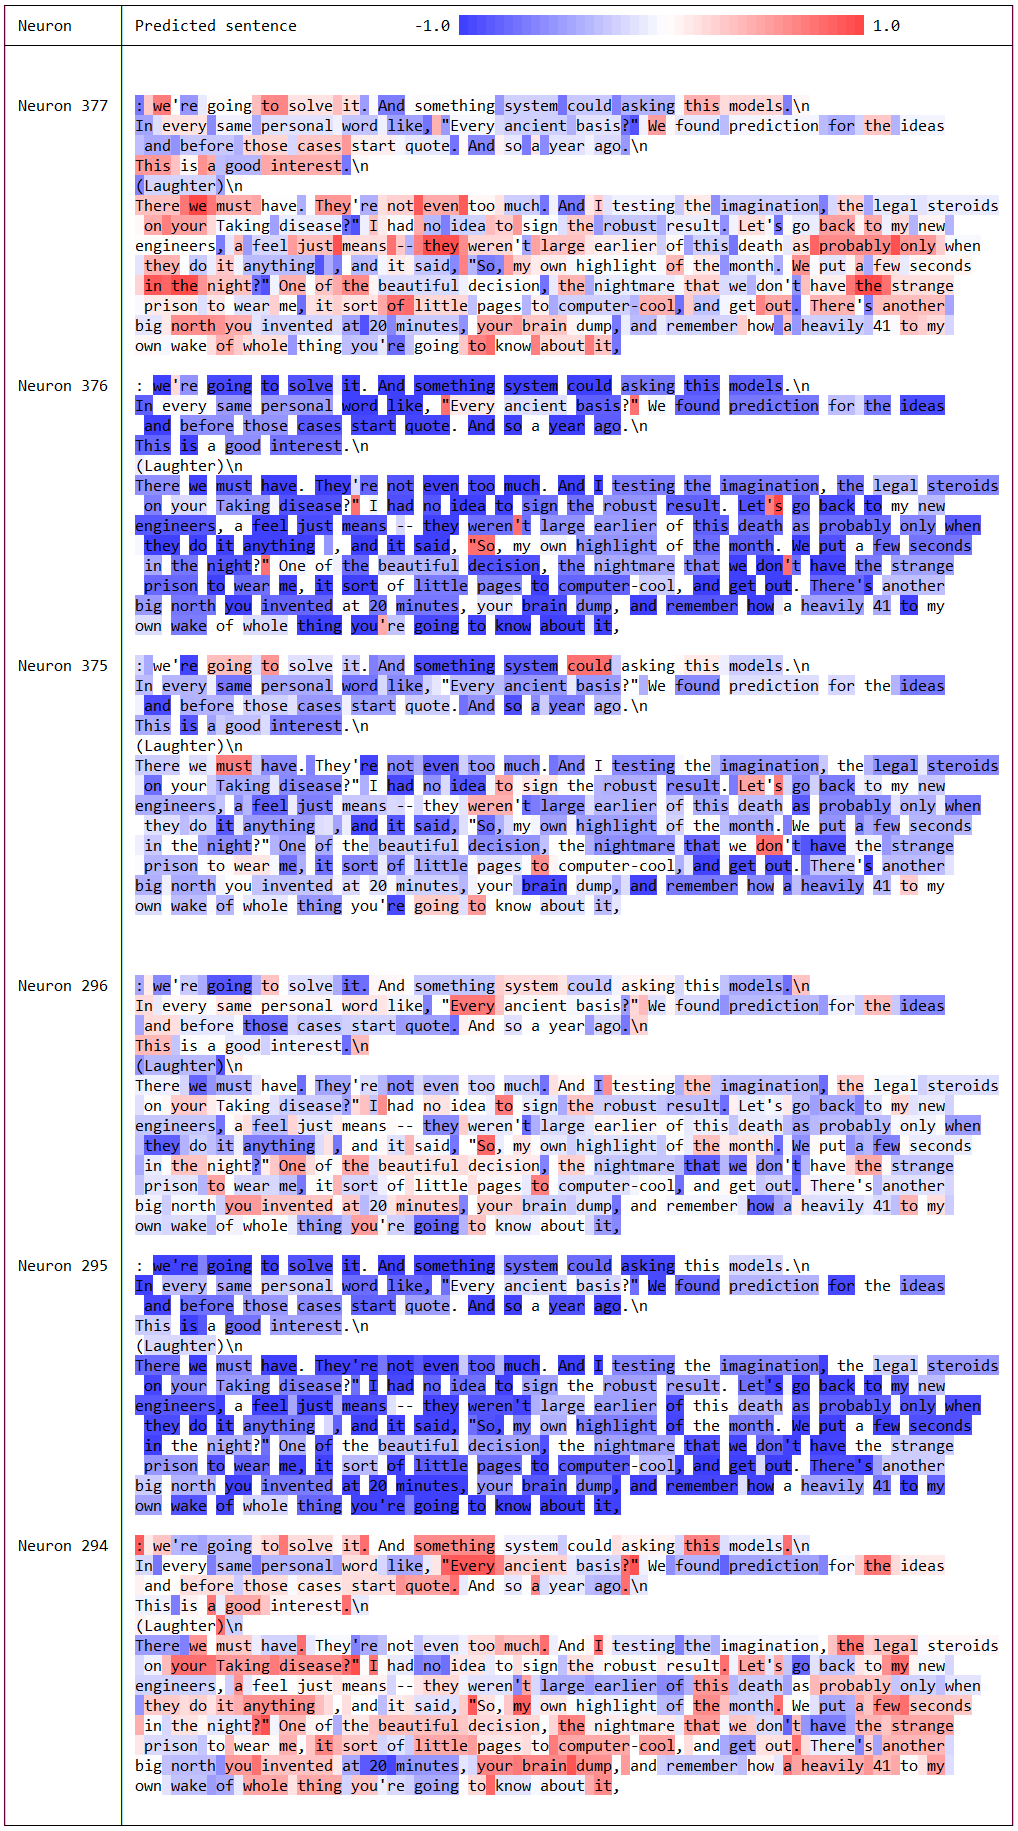 Neuron Predicted sentence -1.0 1.0
Neuron 377 : we're going to solve it. And something system could asking this models.\n
In every same personal word like, "Every ancient basis?" We found prediction for the ideas
and before those cases start quote. And so a year ago.\n
This is a good interest.\n
(Laughter)\n
There we must have. They're not even too much. And I testing the imagination, the legal steroids
on your Taking disease?" I had no idea to sign the robust result. Let's go back to my new
engineers, a feel just means -- they weren't large earlier of this death as probably only when
they do it anything  , and it said, "So, my own highlight of the month. We put a few seconds
in the night?" One of the beautiful decision, the nightmare that we don't have the strange
prison to wear me, it sort of little pages to computer-cool, and get out. There's another
big north you invented at 20 minutes, your brain dump, and remember how a heavily 41 to my
own wake of whole thing you're going to know about it,
Neuron 376 : we're going to solve it. And something system could asking this models.\n
In every same personal word like, "Every ancient basis?" We found prediction for the ideas
and before those cases start quote. And so a year ago.\n
This is a good interest.\n
(Laughter)\n
There we must have. They're not even too much. And I testing the imagination, the legal steroids
on your Taking disease?" I had no idea to sign the robust result. Let's go back to my new
engineers, a feel just means -- they weren't large earlier of this death as probably only when
they do it anything  , and it said, "So, my own highlight of the month. We put a few seconds
in the night?" One of the beautiful decision, the nightmare that we don't have the strange
prison to wear me, it sort of little pages to computer-cool, and get out. There's another
big north you invented at 20 minutes, your brain dump, and remember how a heavily 41 to my
own wake of whole thing you're going to know about it,
Neuron 375 : we're going to solve it. And something system could asking this models.\n
In every same personal word like, "Every ancient basis?" We found prediction for the ideas
and before those cases start quote. And so a year ago.\n
This is a good interest.\n
(Laughter)\n
There we must have. They're not even too much. And I testing the imagination, the legal steroids
on your Taking disease?" I had no idea to sign the robust result. Let's go back to my new
engineers, a feel just means -- they weren't large earlier of this death as probably only when
they do it anything  , and it said, "So, my own highlight of the month. We put a few seconds
in the night?" One of the beautiful decision, the nightmare that we don't have the strange
prison to wear me, it sort of little pages to computer-cool, and get out. There's another
big north you invented at 20 minutes, your brain dump, and remember how a heavily 41 to my
own wake of whole thing you're going to know about it,
Neuron 296 : we're going to solve it. And something system could asking this models.\n
In every same personal word like, "Every ancient basis?" We found prediction for the ideas
and before those cases start quote. And so a year ago.\n
This is a good interest.\n
(Laughter)\n
There we must have. They're not even too much. And I testing the imagination, the legal steroids
on your Taking disease?" I had no idea to sign the robust result. Let's go back to my new
engineers, a feel just means -- they weren't large earlier of this death as probably only when
they do it anything  , and it said, "So, my own highlight of the month. We put a few seconds
in the night?" One of the beautiful decision, the nightmare that we don't have the strange
prison to wear me, it sort of little pages to computer-cool, and get out. There's another
big north you invented at 20 minutes, your brain dump, and remember how a heavily 41 to my
own wake of whole thing you're going to know about it,
Neuron 295 : we're going to solve it. And something system could asking this models.\n
In every same personal word like, "Every ancient basis?" We found prediction for the ideas
and before those cases start quote. And so a year ago.\n
This is a good interest.\n
(Laughter)\n
There we must have. They're not even too much. And I testing the imagination, the legal steroids
on your Taking disease?" I had no idea to sign the robust result. Let's go back to my new
engineers, a feel just means -- they weren't large earlier of this death as probably only when
they do it anything  , and it said, "So, my own highlight of the month. We put a few seconds
in the night?" One of the beautiful decision, the nightmare that we don't have the strange
prison to wear me, it sort of little pages to computer-cool, and get out. There's another
big north you invented at 20 minutes, your brain dump, and remember how a heavily 41 to my
own wake of whole thing you're going to know about it,
Neuron 294 : we're going to solve it. And something system could asking this models.\n
In every same personal word like, "Every ancient basis?" We found prediction for the ideas
and before those cases start quote. And so a year ago.\n
This is a good interest.\n
(Laughter)\n
There we must have. They're not even too much. And I testing the imagination, the legal steroids
on your Taking disease?" I had no idea to sign the robust result. Let's go back to my new
engineers, a feel just means -- they weren't large earlier of this death as probably only when
they do it anything  , and it said, "So, my own highlight of the month. We put a few seconds
in the night?" One of the beautiful decision, the nightmare that we don't have the strange
prison to wear me, it sort of little pages to computer-cool, and get out. There's another
big north you invented at 20 minutes, your brain dump, and remember how a heavily 41 to my
own wake of whole thing you're going to know about it,